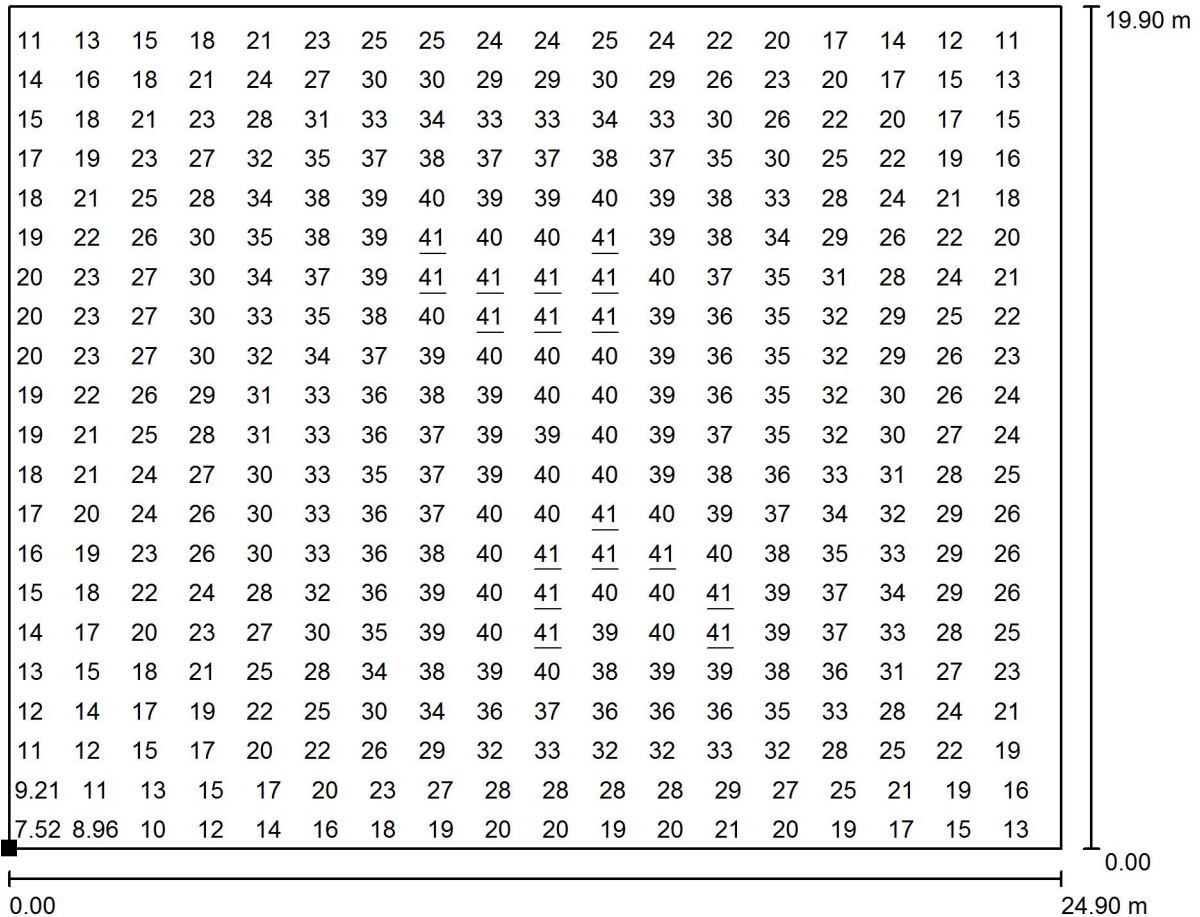 19.90 m
11 13 15 18 21 23 25 25 24 24 25 24 22 20 17 14 12 11
14 16 18 21 24 27 30 30 29 29 30 29 26 23 20 17 15 13
15 18 21 23 28 31 33 34 33 33 34 33 30 26 22 20 17 15
17 19 23 27 32 35 37 38 37 37 38 37 35 30 25 22 19 16
18 21 25 28 34 38 39 40 39 39 40 39 38 33 28 24 21 18
19 22 26 30 35 38 39 41 40 40 41 39 38 34 29 26 22 20
20 23 27 30 34 37 39 41 41 41 41 40 37 35 31 28 24 21
20 23 27 30 33 35 38 40 41 41 41 39 36 35 32 29 25 22
20 23 27 30 32 34 37 39 40 40 40 39 36 35 32 29 26 23
19 22 26 29 31 33 36 38 39 40 40 39 36 35 32 30 26 24
19 21 25 28 31 33 36 37 39 39 40 39 37 35 32 30 27 24
18 21 24 27 30 33 35 37 39 40 40 39 38 36 33 31 28 25
17 20 24 26 30 33 36 37 40 40 41 40 39 37 34 32 29 26
16 19 23 26 30 33 36 38 40 41 41 41 40 38 35 33 29 26
15 18 22 24 28 32 36 39 40 41 40 40 41 39 37 34 29 26
14 17 20 23 27 30 35 39 40 41 39 40 41 39 37 33 28 25
13 15 18 21 25 28 34 38 39 40 38 39 39 38 36 31 27 23
12 14 17 19 22 25 30 34 36 37 36 36 36 35 33 28 24 21
11 12 15 17 20 22 26 29 32 33 32 32 33 32 28 25 22 19
9.21 11 13 15 17 20 23 27 28 28 28 28 29 27 25 21 19 16
7.52 8.96 10 12 14 16 18 19 20 20 19 20 21 20 19 17 15 13
0.00
0.00 24.90 m